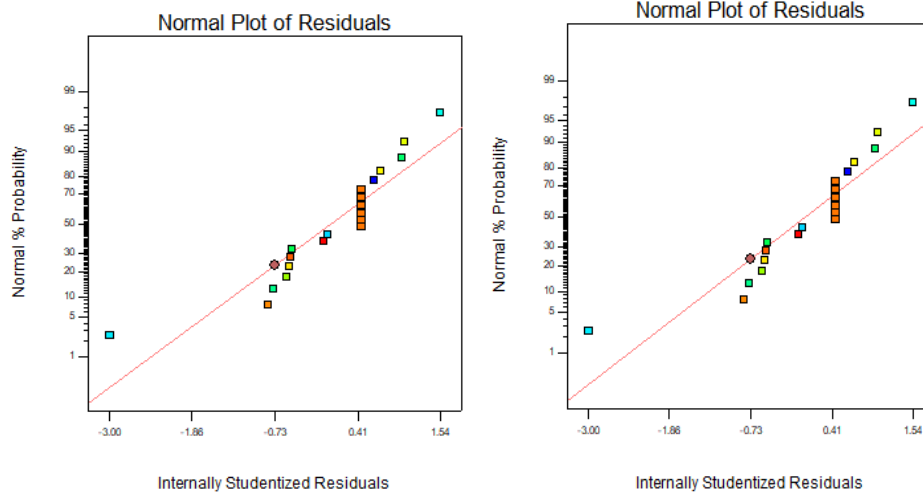 Normal Plot of Residuals
Normal % Probability
99
95
90
80
70
50
30
20
10
5
1
-3.00 -1.86 -0.73 0.41 1.54
Internally Studentized Residuals
Normal Plot of Residuals
Normal % Probability
99
95
90
80
70
50
30
20
10
5
1
-3.00 -1.86 -0.73 0.41 1.54
Internally Studentized Residuals